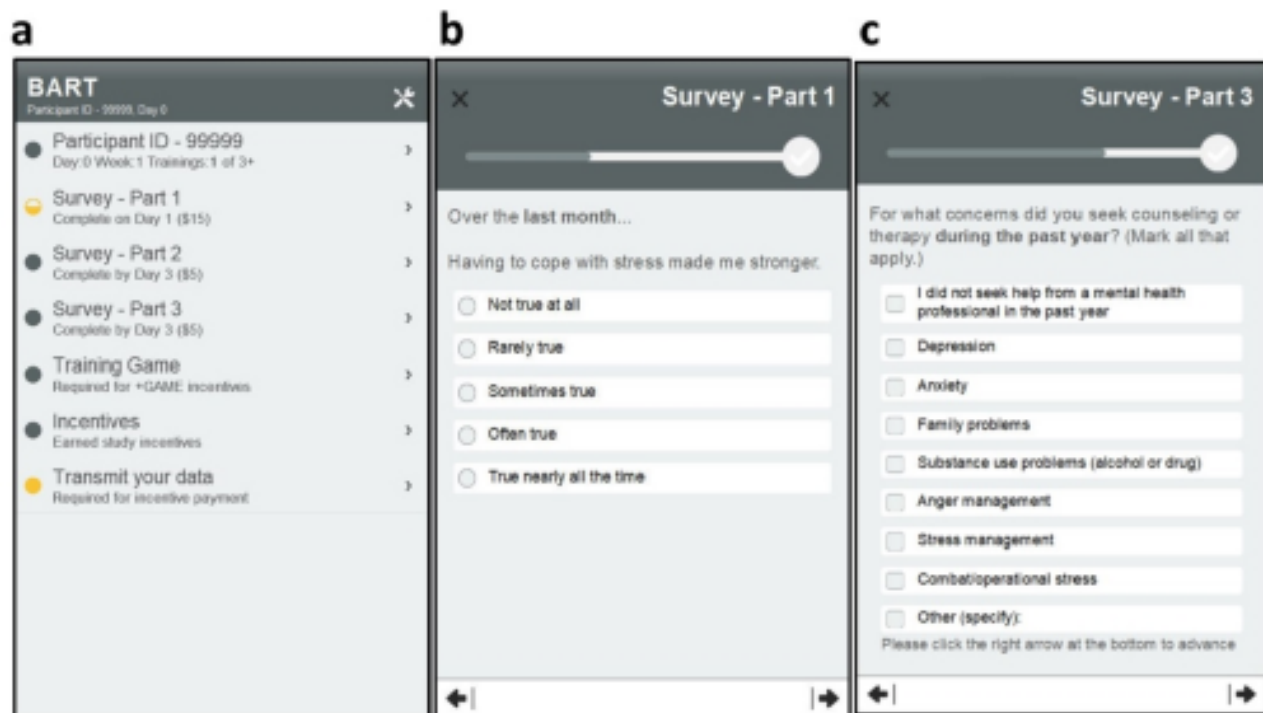 a
BART
Participant ID - 99999, Day 0
Participant ID - 99999
Day:0 Week:1 Trainings:1 of 3+
Survey - Part 1
Complete on Day 1 ($15)
Survey - Part 2
Complete by Day 3 ($5)
Survey - Part 3
Complete by Day 3 ($5)
Training Game
Required for +GAME incentives
Incentives
Earned study incentives
Transmit your data
Required for incentive payment
b
Survey - Part 1
Over the last month...
Having to cope with stress made me stronger.
Not true at all
Rarely true
Sometimes true
Often true
True nearly all the time
c
Survey - Part 3
For what concerns did you seek counseling or
therapy during the past year? (Mark all that
apply.)
I did not seek help from a mental health
professional in the past year
Depression
Anxiety
Family problems
Substance use problems (alcohol or drug)
Anger management
Stress management
Combat/operational stress
Other (specify):
Please click the right arrow at the bottom to advance